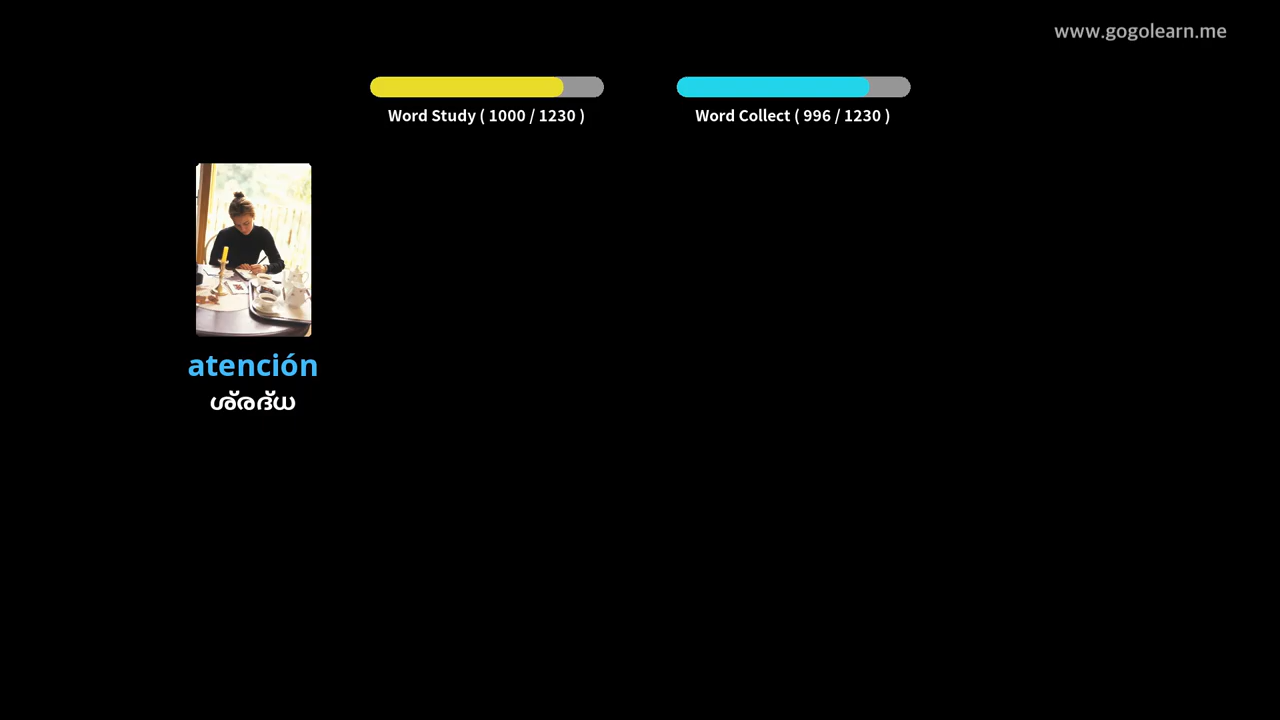 www.gogolearn.me
Word Study ( 1000 / 1230 )
Word Collect ( 996 / 1230 )
atención
ശ്രദ്ധ